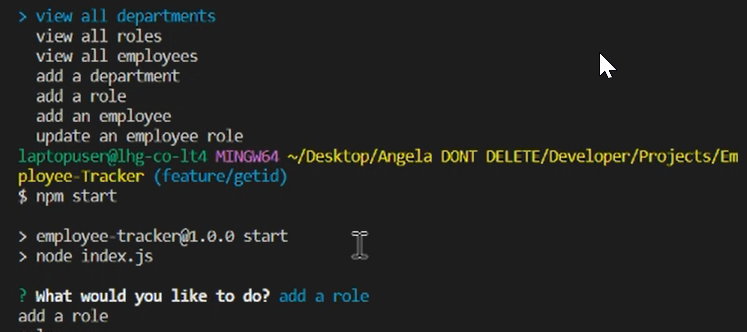 > view all departments
view all roles
view all employees
add a department
add a role
add an employee
update an employee role
laptopuser@lhg-co-lt4 MINGW64 ~/Desktop/Angela DONT DELETE/Developer/Projects/Em
ployee-Tracker (feature/getid)
$ npm start
> employee-tracker@1.0.0 start
> node index.js
? What would you like to do? add a role
add a role